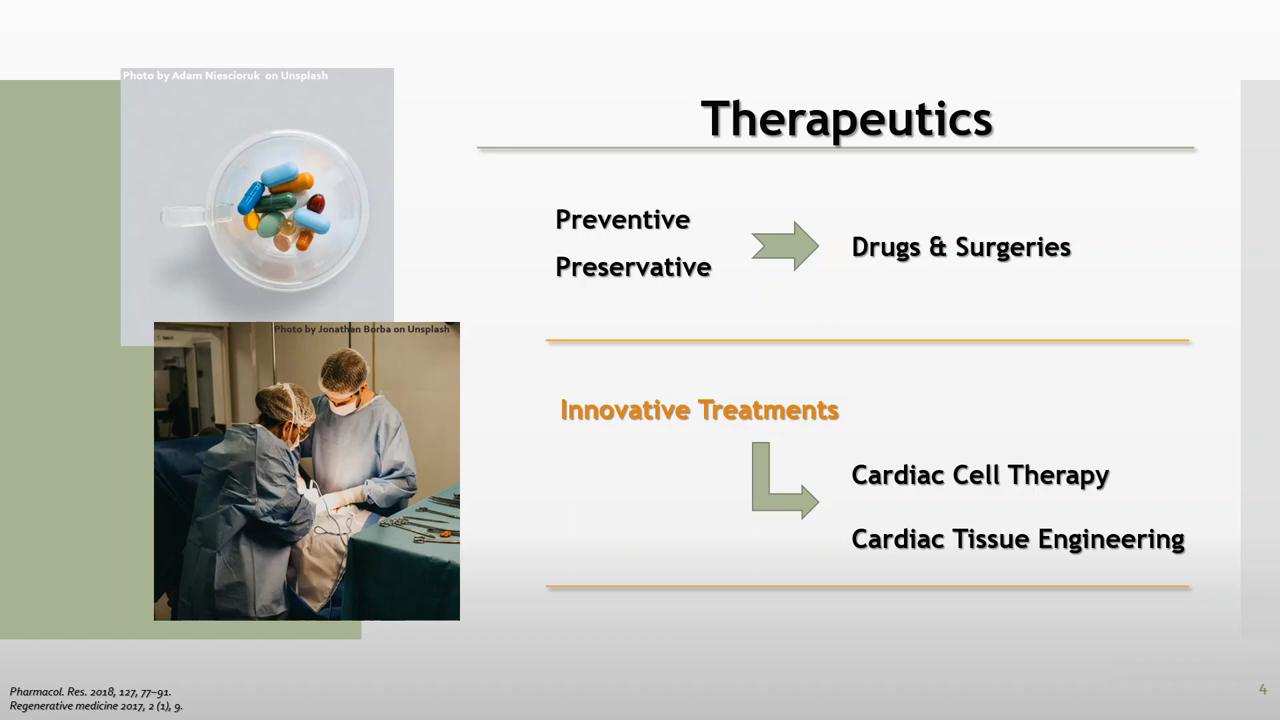 Photo by Adam Niescioruk on Unsplash
Therapeutics
Preventive
Preservative
Drugs & Surgeries
Photo by Jonathan Borba on Unsplash
Innovative Treatments
Cardiac Cell Therapy
Cardiac Tissue Engineering
Pharmacol. Res. 2018, 127, 77–91.
Regenerative medicine 2017, 2 (1), 9.
4